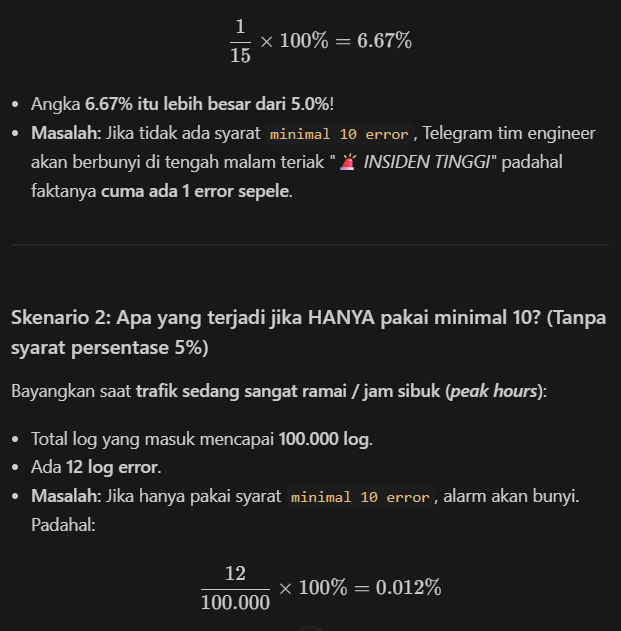 1/15 × 100% = 6.67%
• Angka 6.67% itu lebih besar dari 5.0%!
• Masalah: Jika tidak ada syarat minimal 10 error, Telegram tim engineer
akan berbunyi di tengah malam teriak "🚨 INSIDEN TINGGI" padahal
faktanya cuma ada 1 error sepele.
Skenario 2: Apa yang terjadi jika HANYA pakai minimal 10? (Tanpa
syarat persentase 5%)
Bayangkan saat trafik sedang sangat ramai / jam sibuk (peak hours):
• Total log yang masuk mencapai 100.000 log.
• Ada 12 log error.
• Masalah: Jika hanya pakai syarat minimal 10 error, alarm akan bunyi.
Padahal:
12/100.000 × 100% = 0.012%